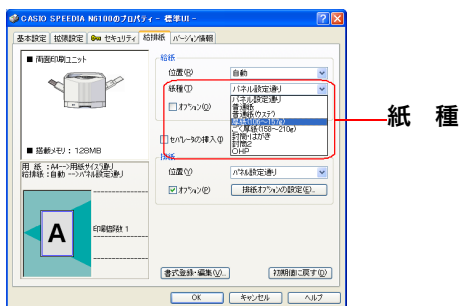 CASIO SPEEDIA N6100のプロパティ - 標準UI -
基本設定 拡張設定 セキュリティ 給排紙 バージョン情報
■ 両面印刷ユニット
■ 搭載メモリ : 128MB
用 紙 : A4-->用紙サイズ通り
給排紙 : 自動 -->パネル設定通り
A
印刷部数 1
給紙
位置(R) 自動
紙種(T) パネル設定通り
パネル設定通り
普通紙
普通紙(ウステ)
厚紙(106～157g)
ごく厚紙(158～210g)
封筒・はがき
封筒2
OHP
オプション(O)
セパレータの挿入(I)
排紙
位置(Y) パネル設定通り
オプション(P) 排紙オプションの設定(E)...
書式登録・編集(V)... 初期値に戻す(D)
OK キャンセル ヘルプ
紙 種